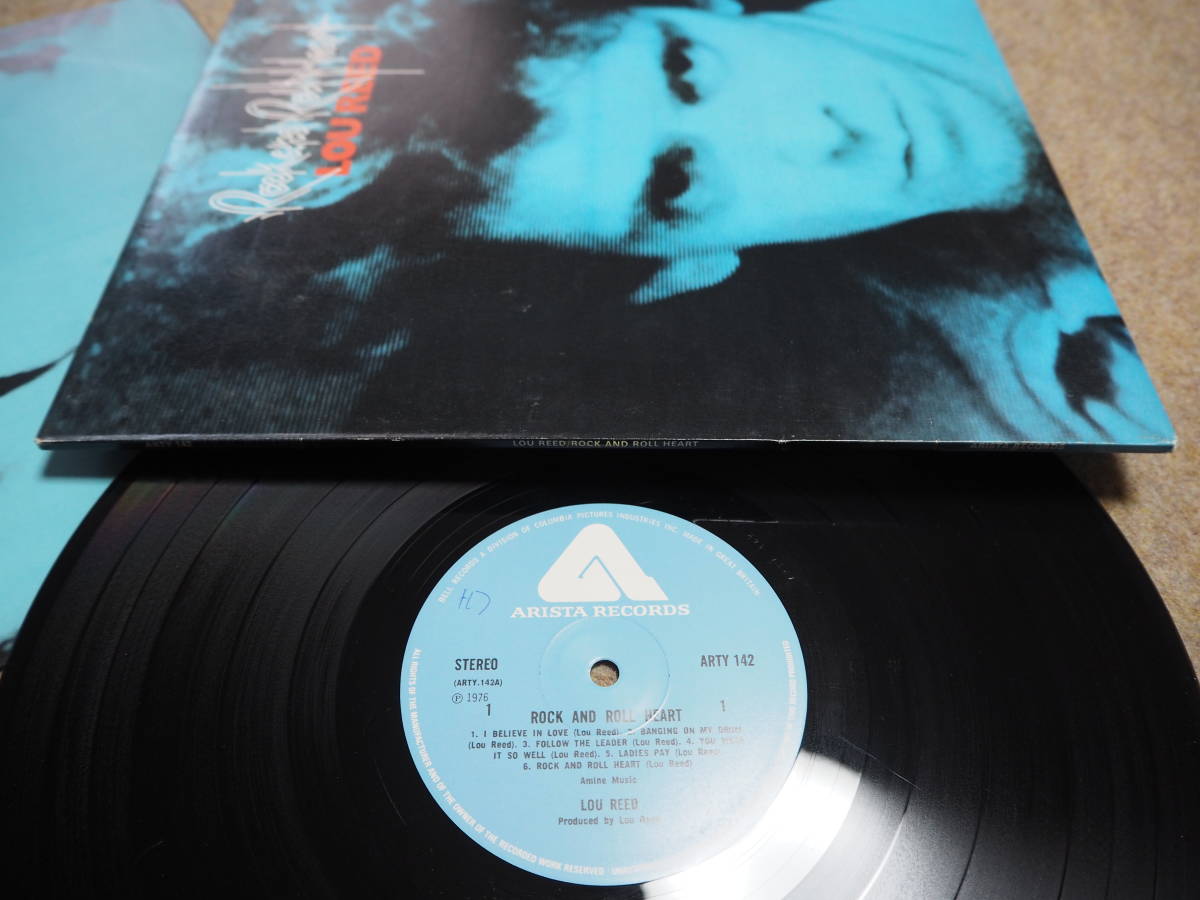 Rock and Roll Heart
LOU REED
LOU REED/ROCK AND ROLL HEART
ARISTA RECORDS
BELL RECORDS A DIVISION OF COLUMBIA PICTURES INDUSTRIES INC. MADE IN GREAT BRITAIN
ARISTA RECORDS
STEREO
ARTY 142
(ARTY.142A)
℗ 1976
1
1
ROCK AND ROLL HEART
1. I BELIEVE IN LOVE (Lou Reed). 2. BANGING ON MY DRUM
(Lou Reed). 3. FOLLOW THE LEADER (Lou Reed). 4. YOU WEAR
IT SO WELL (Lou Reed). 5. LADIES PAY (Lou Reed).
6. ROCK AND ROLL HEART (Lou Reed)
Amine Music
LOU REED
Produced by Lou Reed
ALL RIGHTS OF THE MANUFACTURER AND OF THE OWNER OF THE RECORDED WORK RESERVED
RECORD PROHIBITED